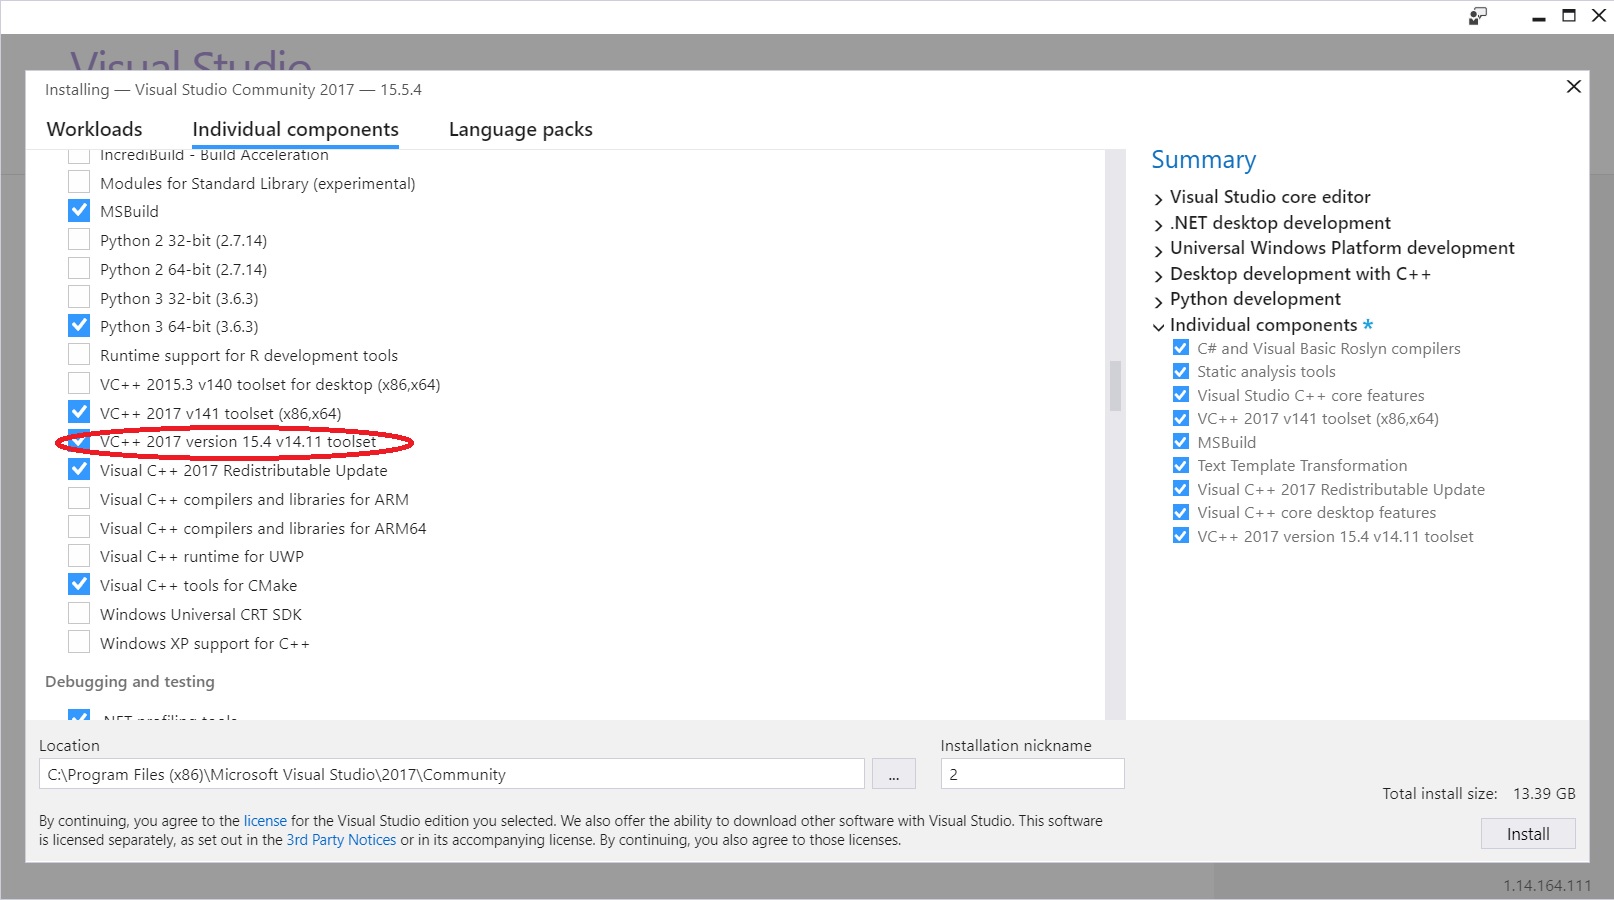 Visual Studio
Installing — Visual Studio Community 2017 — 15.5.4
Workloads Individual components Language packs
IncrediBuild - Build Acceleration
Modules for Standard Library (experimental)
MSBuild
Python 2 32-bit (2.7.14)
Python 2 64-bit (2.7.14)
Python 3 32-bit (3.6.3)
Python 3 64-bit (3.6.3)
Runtime support for R development tools
VC++ 2015.3 v140 toolset for desktop (x86,x64)
VC++ 2017 v141 toolset (x86,x64)
VC++ 2017 version 15.4 v14.11 toolset
Visual C++ 2017 Redistributable Update
Visual C++ compilers and libraries for ARM
Visual C++ compilers and libraries for ARM64
Visual C++ runtime for UWP
Visual C++ tools for CMake
Windows Universal CRT SDK
Windows XP support for C++
Debugging and testing
.NET profiling tools
Summary
Visual Studio core editor
.NET desktop development
Universal Windows Platform development
Desktop development with C++
Python development
Individual components *
C# and Visual Basic Roslyn compilers
Static analysis tools
Visual Studio C++ core features
VC++ 2017 v141 toolset (x86,x64)
MSBuild
Text Template Transformation
Visual C++ 2017 Redistributable Update
Visual C++ core desktop features
VC++ 2017 version 15.4 v14.11 toolset
Location
C:\Program Files (x86)\Microsoft Visual Studio\2017\Community
...
Installation nickname
2
Total install size: 13.39 GB
By continuing, you agree to the license for the Visual Studio edition you selected. We also offer the ability to download other software with Visual Studio. This software
is licensed separately, as set out in the 3rd Party Notices or in its accompanying license. By continuing, you also agree to those licenses.
Install
1.14.164.111